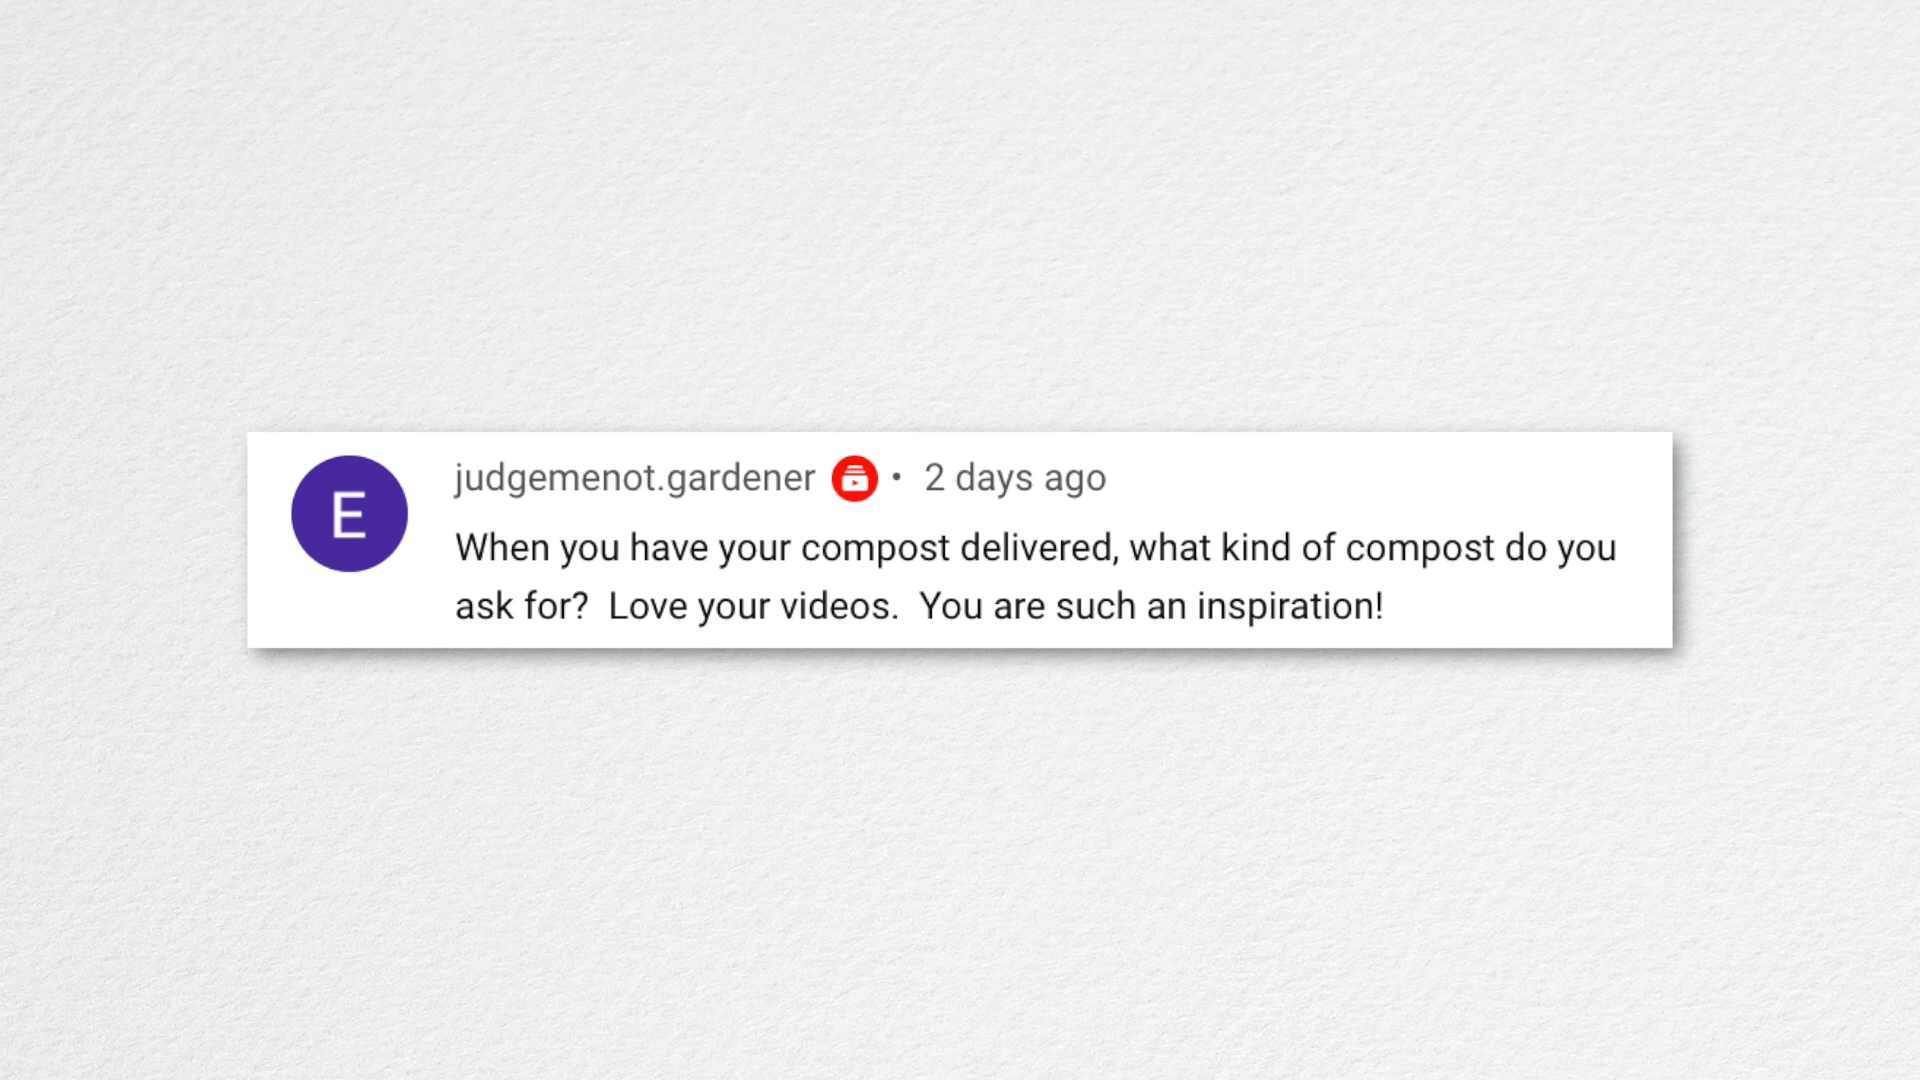 E
judgemenot.gardener • 2 days ago
When you have your compost delivered, what kind of compost do you
ask for?  Love your videos.  You are such an inspiration!